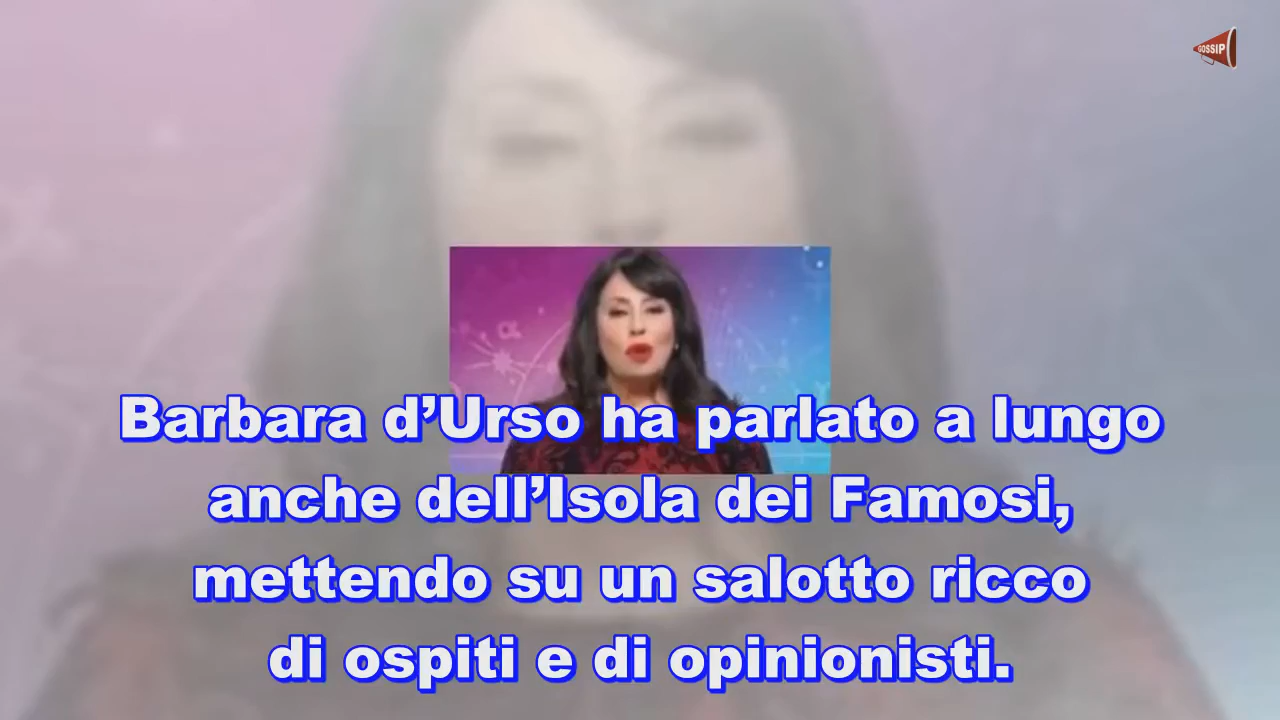 GOSSIP
Barbara d’Urso ha parlato a lungo
anche dell’Isola dei Famosi,
mettendo su un salotto ricco
di ospiti e di opinionisti.